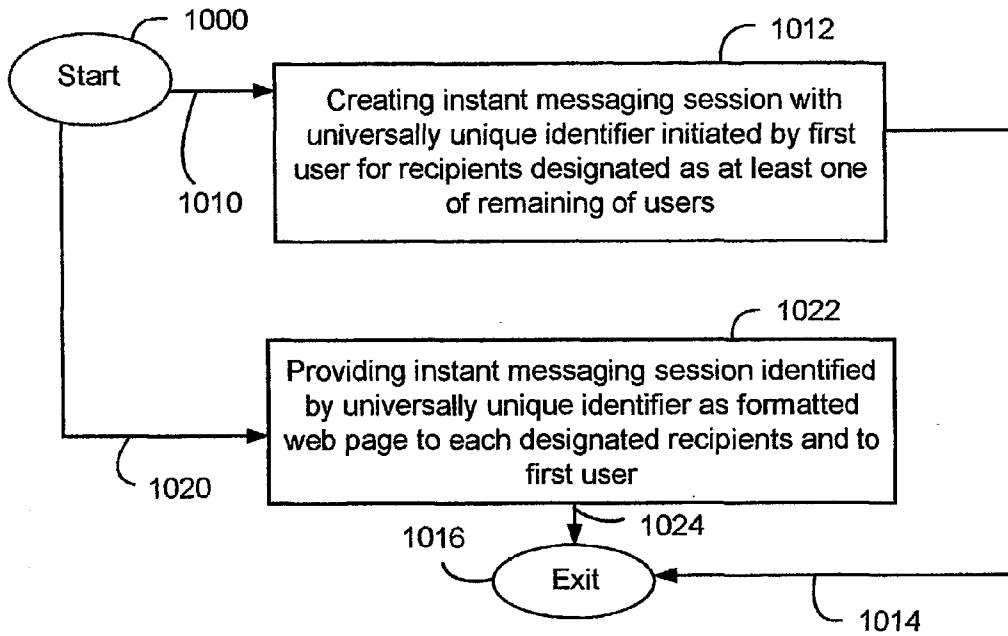 1000
Start
1012
Creating instant messaging session with
universally unique identifier initiated by first
user for recipients designated as at least one
of remaining of users
1010
1022
Providing instant messaging session identified
by universally unique identifier as formatted
web page to each designated recipients and to
first user
1020
1024
1016
Exit
1014